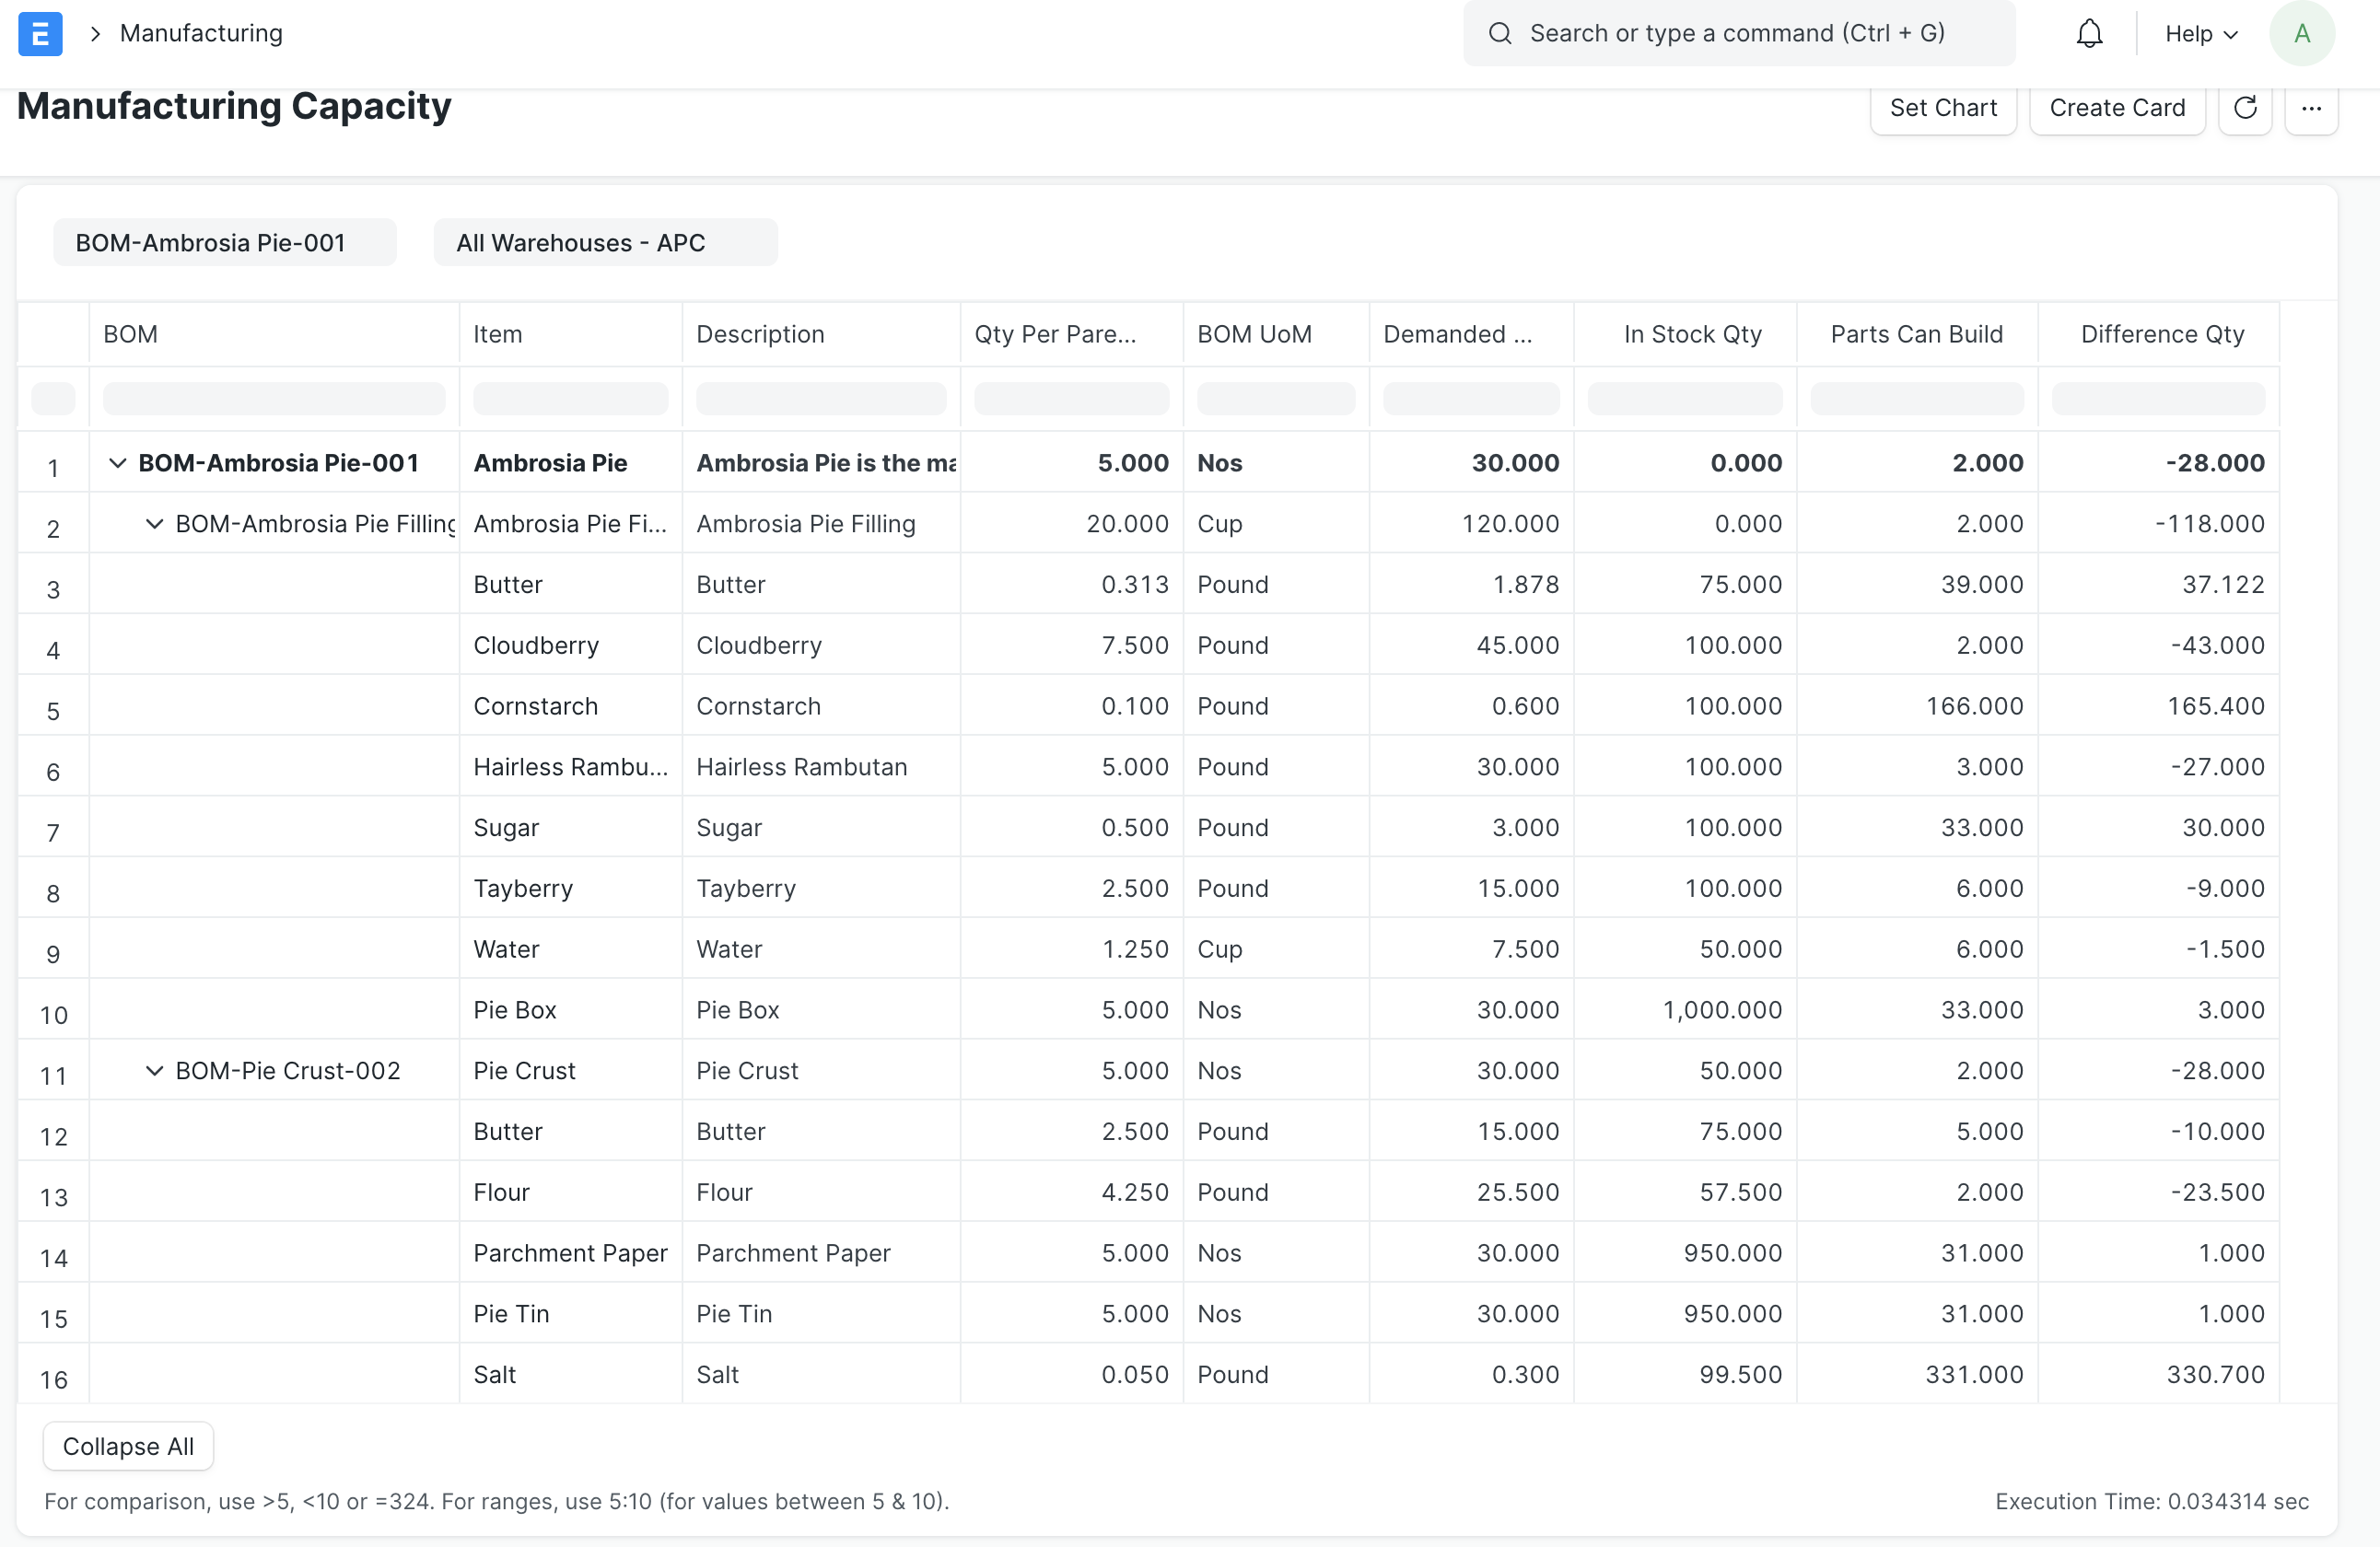 E Manufacturing Search or type a command (Ctrl + G) Help A
Manufacturing Capacity Set Chart Create Card ...
BOM-Ambrosia Pie-001 All Warehouses - APC
BOM Item Description Qty Per Pare... BOM UoM Demanded ... In Stock Qty Parts Can Build Difference Qty
1 BOM-Ambrosia Pie-001 Ambrosia Pie Ambrosia Pie is the ma 5.000 Nos 30.000 0.000 2.000 -28.000
2 BOM-Ambrosia Pie Filling Ambrosia Pie Fi... Ambrosia Pie Filling 20.000 Cup 120.000 0.000 2.000 -118.000
3 Butter Butter 0.313 Pound 1.878 75.000 39.000 37.122
4 Cloudberry Cloudberry 7.500 Pound 45.000 100.000 2.000 -43.000
5 Cornstarch Cornstarch 0.100 Pound 0.600 100.000 166.000 165.400
6 Hairless Rambu... Hairless Rambutan 5.000 Pound 30.000 100.000 3.000 -27.000
7 Sugar Sugar 0.500 Pound 3.000 100.000 33.000 30.000
8 Tayberry Tayberry 2.500 Pound 15.000 100.000 6.000 -9.000
9 Water Water 1.250 Cup 7.500 50.000 6.000 -1.500
10 Pie Box Pie Box 5.000 Nos 30.000 1,000.000 33.000 3.000
11 BOM-Pie Crust-002 Pie Crust Pie Crust 5.000 Nos 30.000 50.000 2.000 -28.000
12 Butter Butter 2.500 Pound 15.000 75.000 5.000 -10.000
13 Flour Flour 4.250 Pound 25.500 57.500 2.000 -23.500
14 Parchment Paper Parchment Paper 5.000 Nos 30.000 950.000 31.000 1.000
15 Pie Tin Pie Tin 5.000 Nos 30.000 950.000 31.000 1.000
16 Salt Salt 0.050 Pound 0.300 99.500 331.000 330.700
Collapse All
For comparison, use >5, <10 or =324. For ranges, use 5:10 (for values between 5 & 10). Execution Time: 0.034314 sec